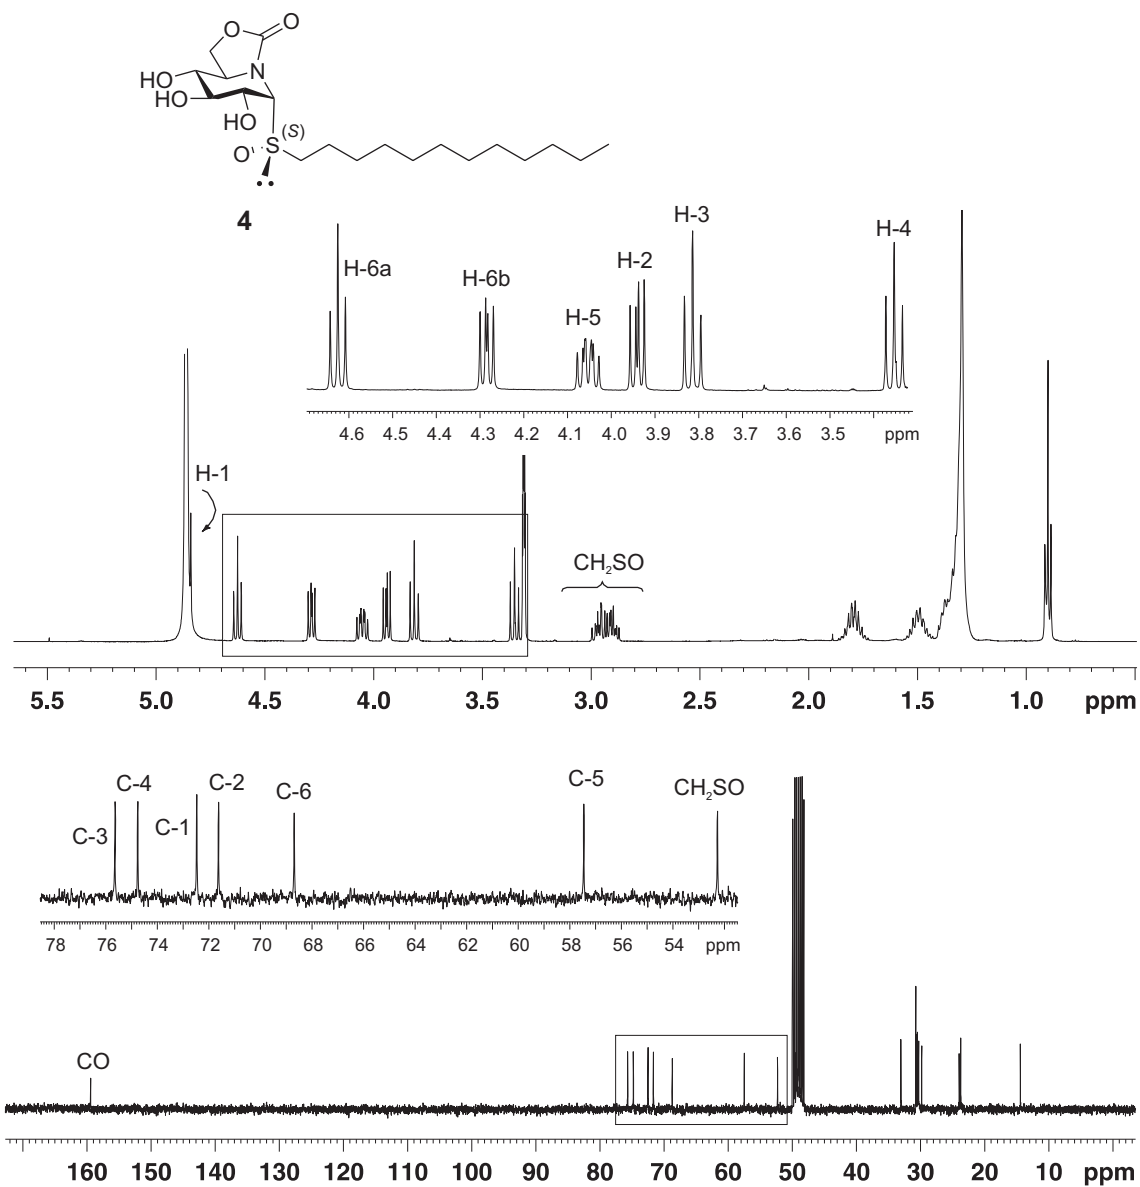 O O
HO N
HO
HO
(S)
O S
••
4
H-6a H-6b H-5 H-2 H-3 H-4
4.6 4.5 4.4 4.3 4.2 4.1 4.0 3.9 3.8 3.7 3.6 3.5 ppm
H-1
CH₂SO
5.5 5.0 4.5 4.0 3.5 3.0 2.5 2.0 1.5 1.0 ppm
C-3 C-4 C-1 C-2 C-6 C-5 CH₂SO
78 76 74 72 70 68 66 64 62 60 58 56 54 ppm
CO
160 150 140 130 120 110 100 90 80 70 60 50 40 30 20 10 ppm